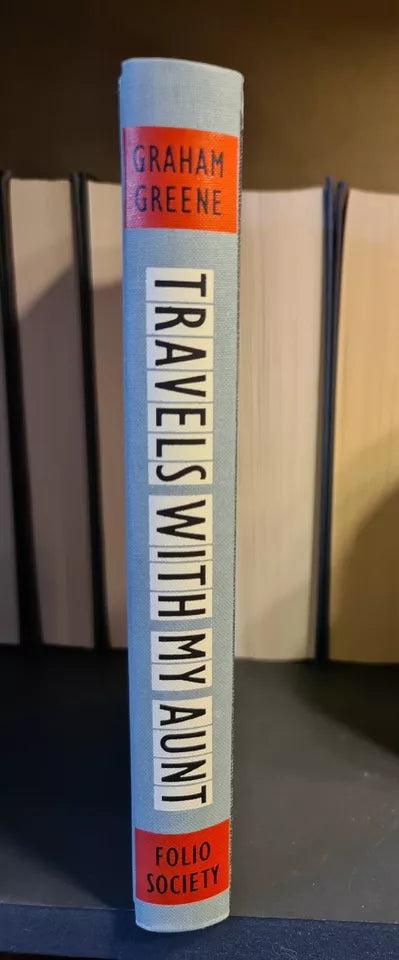 GRAHAM
GREENE
TRAVELS WITH MY AUNT
FOLIO
SOCIETY